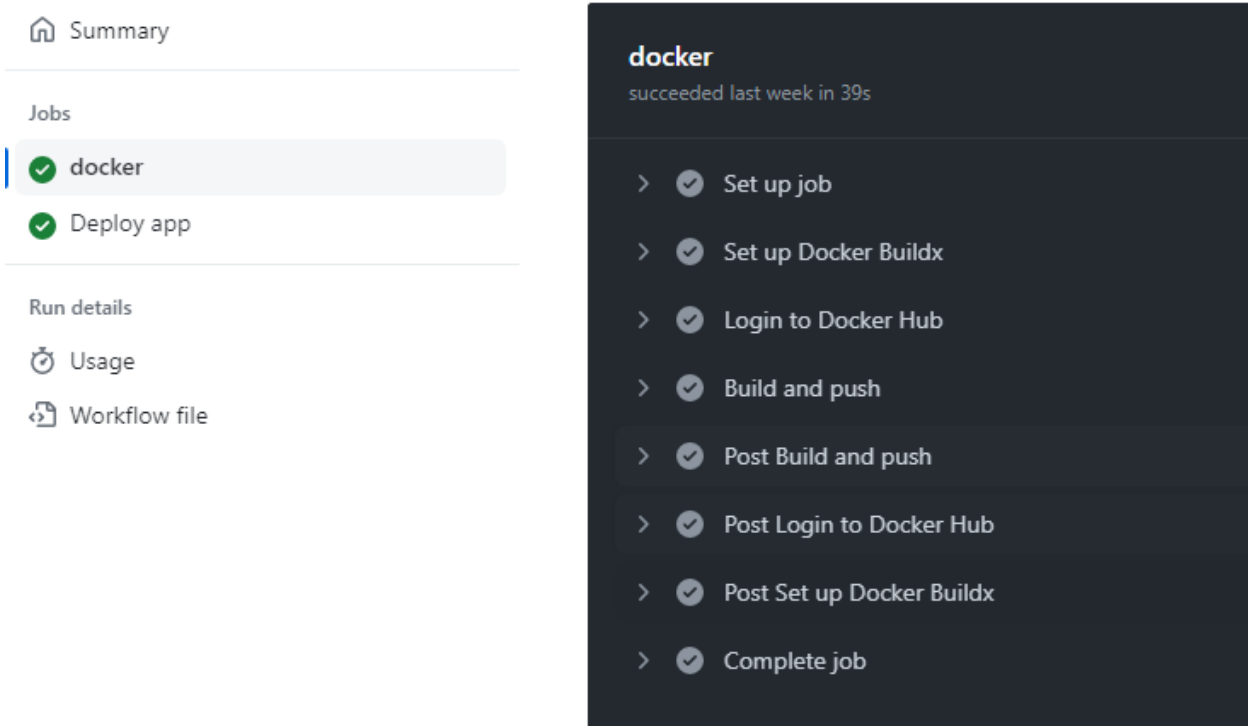 Summary
Jobs
docker
Deploy app
Run details
Usage
Workflow file
docker
succeeded last week in 39s
Set up job
Set up Docker Buildx
Login to Docker Hub
Build and push
Post Build and push
Post Login to Docker Hub
Post Set up Docker Buildx
Complete job